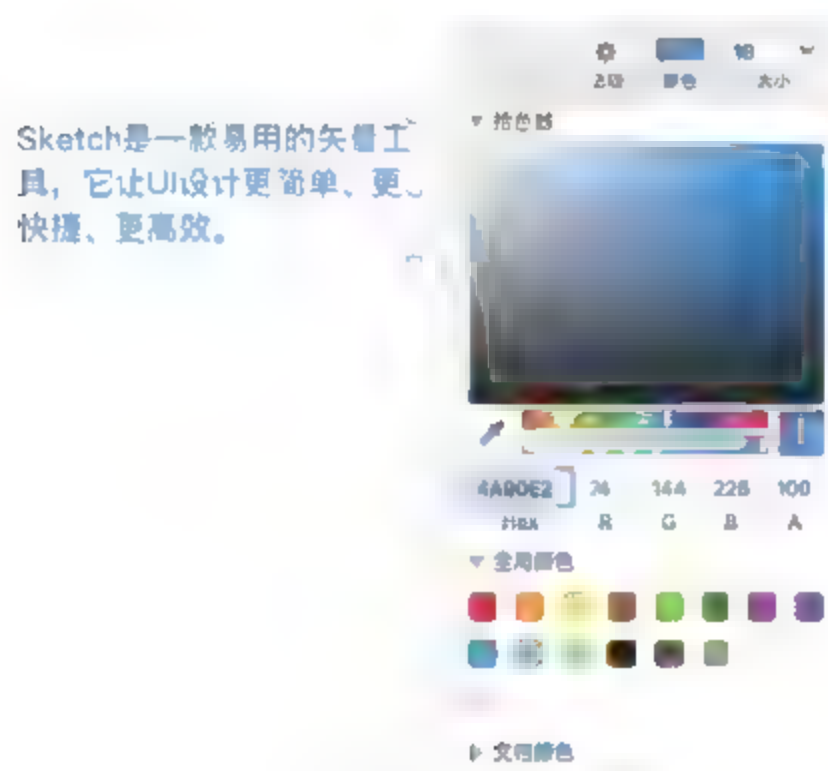 Sketch是一款易用的矢量工
具，它让UI设计更简单、更
快捷、更高效。
18
颜色 大小
拾色器
4A90E2 74 144 226 100
Hex R G B A
全局颜色
文档颜色